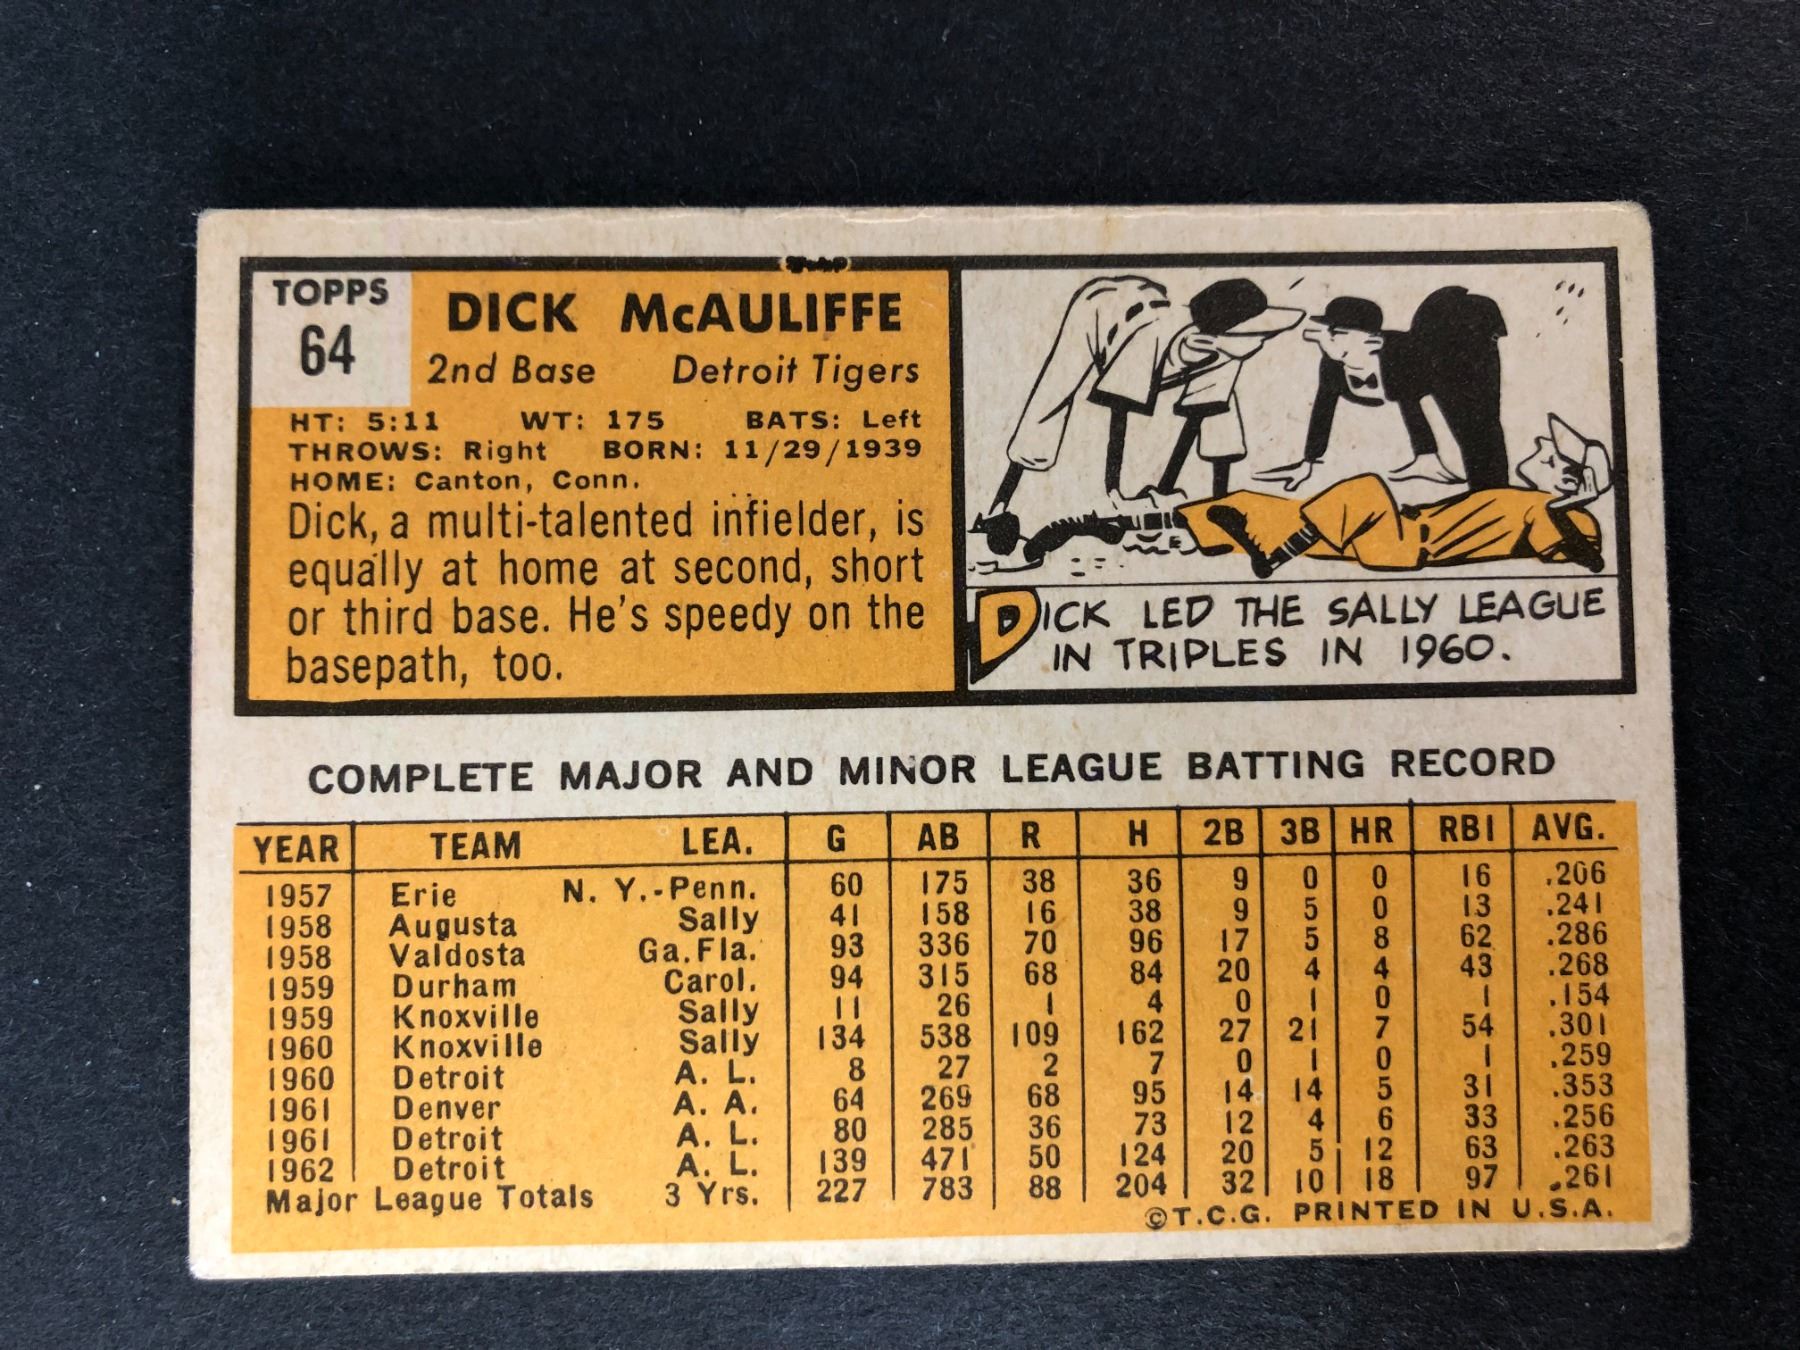 TOPPS
64
DICK McAULIFFE
2nd Base Detroit Tigers
HT: 5:11 WT: 175 BATS: Left
THROWS: Right BORN: 11/29/1939
HOME: Canton, Conn.
Dick, a multi-talented infielder, is
equally at home at second, short
or third base. He's speedy on the
basepath, too.
DICK LED THE SALLY LEAGUE
IN TRIPLES IN 1960.
COMPLETE MAJOR AND MINOR LEAGUE BATTING RECORD
YEAR TEAM LEA. G AB R H 2B 3B HR RBI AVG.
1957 Erie N. Y.-Penn. 60 175 38 36 9 0 0 16 .206
1958 Augusta Sally 41 158 16 38 9 5 0 13 .241
1958 Valdosta Ga.Fla. 93 336 70 96 17 5 8 62 .286
1959 Durham Carol. 94 315 68 84 20 4 4 43 .268
1959 Knoxville Sally 11 26 1 4 0 1 0 1 .154
1960 Knoxville Sally 134 538 109 162 27 21 7 54 .301
1960 Detroit A. L. 8 27 2 7 0 1 0 1 .259
1961 Denver A. A. 64 269 68 95 14 14 5 31 .353
1961 Detroit A. L. 80 285 36 73 12 4 6 33 .256
1962 Detroit A. L. 139 471 50 124 20 5 12 63 .263
Major League Totals 3 Yrs. 227 783 88 204 32 10 18 97 .261
©T.C.G. PRINTED IN U.S.A.